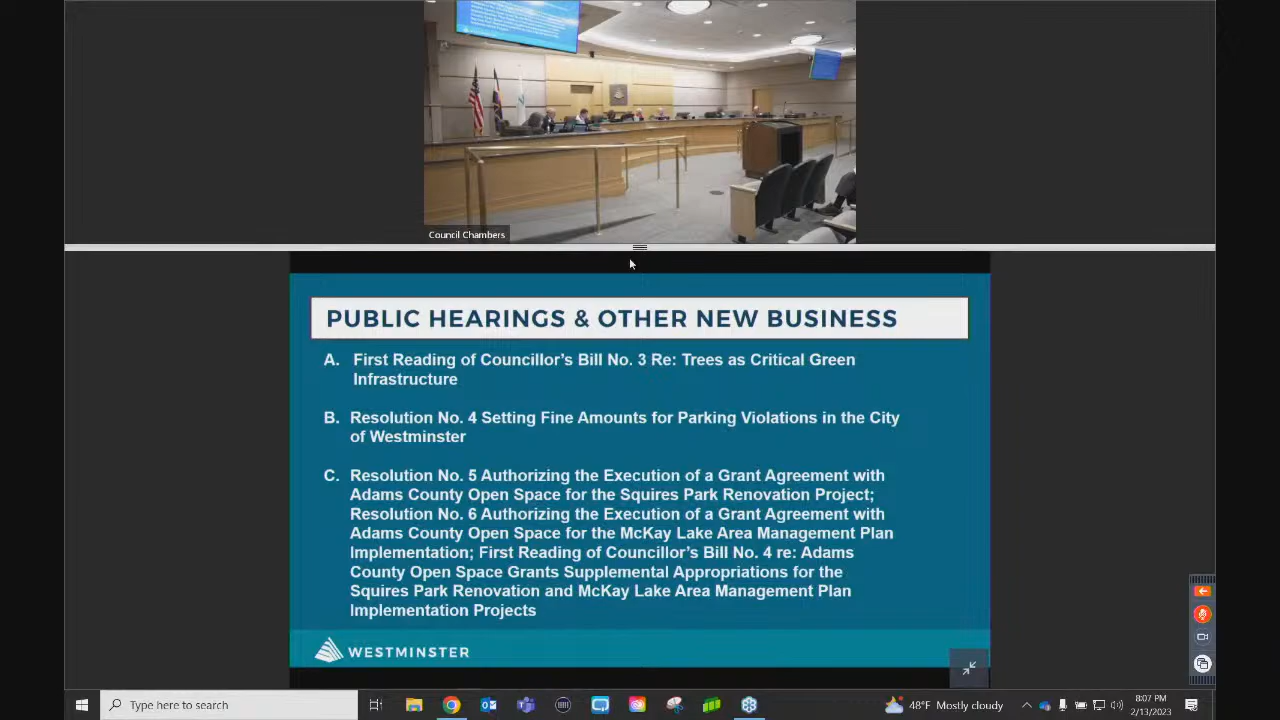 Council Chambers
PUBLIC HEARINGS & OTHER NEW BUSINESS
A. First Reading of Councillor's Bill No. 3 Re: Trees as Critical Green
Infrastructure
B. Resolution No. 4 Setting Fine Amounts for Parking Violations in the City
of Westminster
C. Resolution No. 5 Authorizing the Execution of a Grant Agreement with
Adams County Open Space for the Squires Park Renovation Project;
Resolution No. 6 Authorizing the Execution of a Grant Agreement with
Adams County Open Space for the McKay Lake Area Management Plan
Implementation; First Reading of Councillor's Bill No. 4 re: Adams
County Open Space Grants Supplemental Appropriations for the
Squires Park Renovation and McKay Lake Area Management Plan
Implementation Projects
WESTMINSTER
Type here to search
48°F Mostly cloudy
8:07 PM
2/13/2023